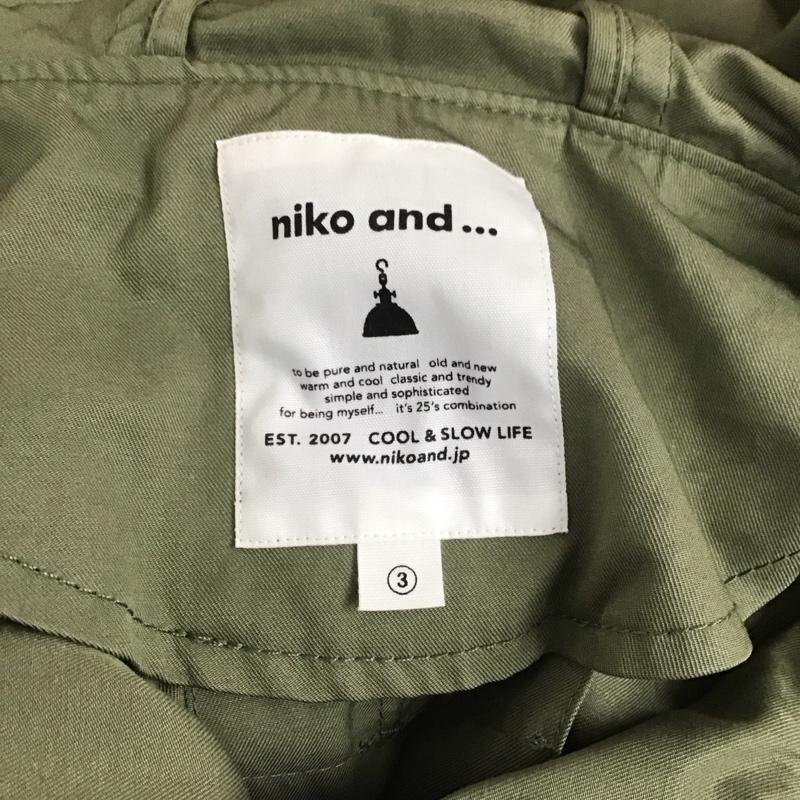 niko and...
to be pure and natural old and new
warm and cool classic and trendy
simple and sophisticated
for being myself... it's 25's combination
EST. 2007 COOL & SLOW LIFE
www.nikoand.jp
③